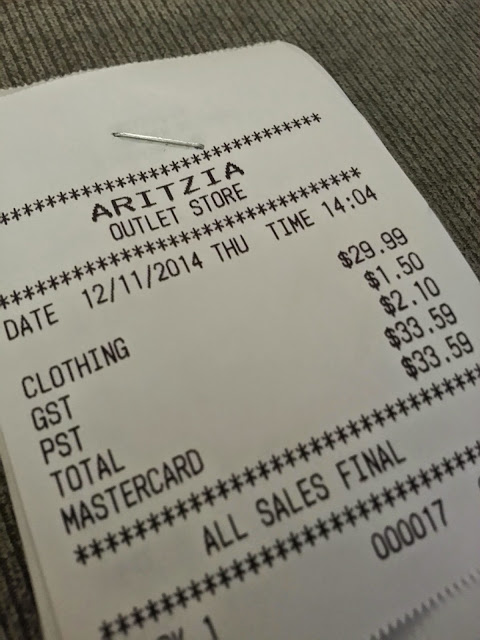 ********************************
ARITZIA
OUTLET STORE
********************************
DATE 12/11/2014 THU TIME 14:04
CLOTHING $29.99
GST $1.50
PST $2.10
TOTAL $33.59
MASTERCARD $33.59
********************************
ALL SALES FINAL
********************************
000017
1